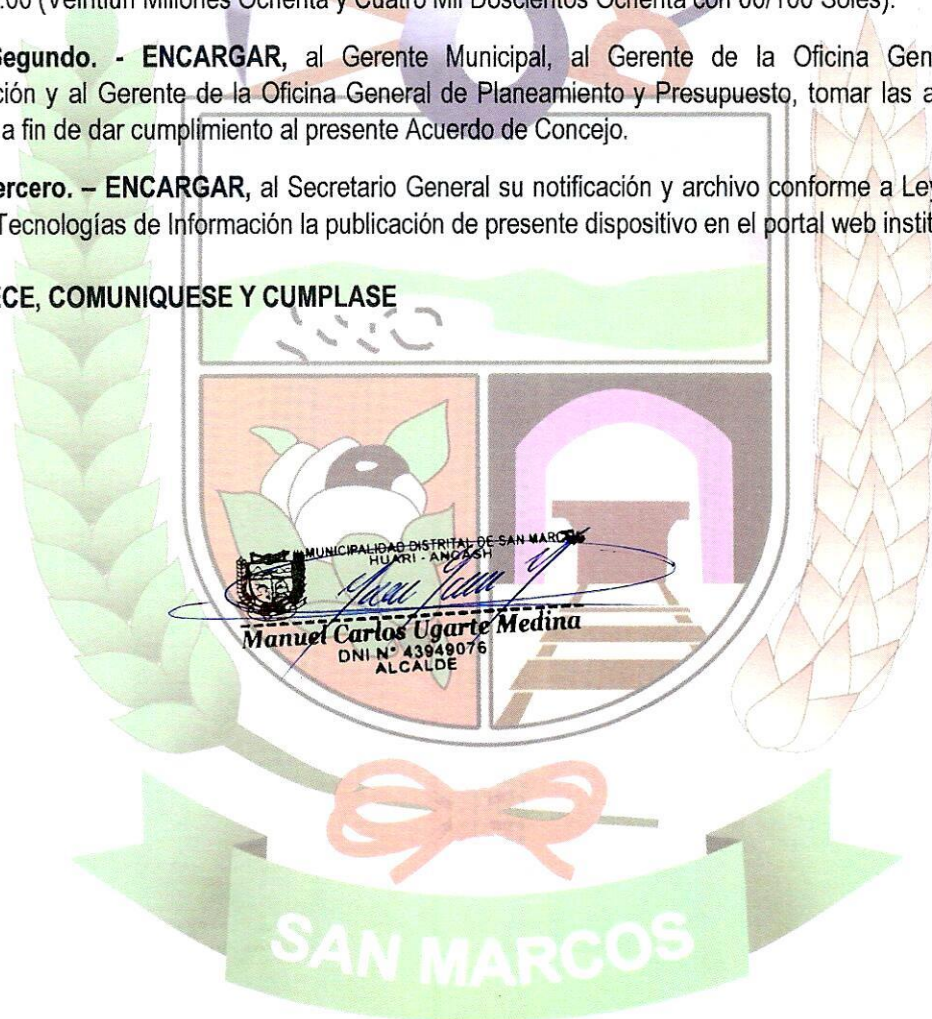 .00 (Veintiún Millones Ochenta y Cuatro Mil Doscientos Ochenta con 00/100 Soles).
Segundo. - ENCARGAR, al Gerente Municipal, al Gerente de la Oficina Gen
ción y al Gerente de la Oficina General de Planeamiento y Presupuesto, tomar las a
a fin de dar cumplimiento al presente Acuerdo de Concejo.
ercero. – ENCARGAR, al Secretario General su notificación y archivo conforme a Ley
Tecnologías de Información la publicación de presente dispositivo en el portal web instit
ECE, COMUNIQUESE Y CUMPLASE
MUNICIPALIDAD DISTRITAL DE SAN MARCOS
HUARI - ANCASH
Manuel Carlos Ugarte Medina
DNI N° 43949076
ALCALDE
SAN MARCOS